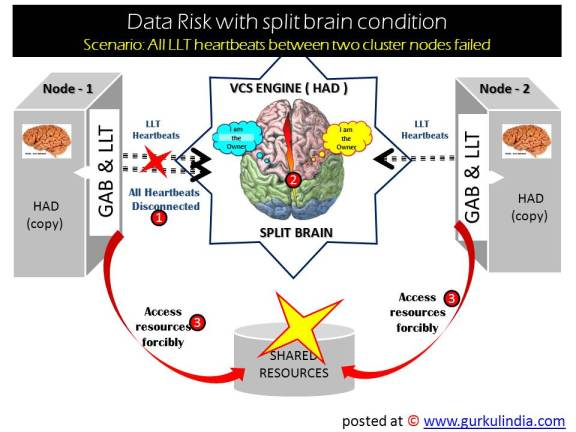 Data Risk with split brain condition
Scenario: All LLT heartbeats between two cluster nodes failed
Node - 1
GAB & LLT
HAD
(copy)
LLT
Heartbeats
All Heartbeats
Disconnected
1
VCS ENGINE ( HAD )
I am
the
Owner
I am
the
Owner
2
SPLIT BRAIN
LLT
Heartbeats
Node - 2
GAB & LLT
HAD
(copy)
Access
resources
forcibly
3
Access
resources
forcibly
3
SHARED
RESOURCES
posted at © www.gurkulindia.com